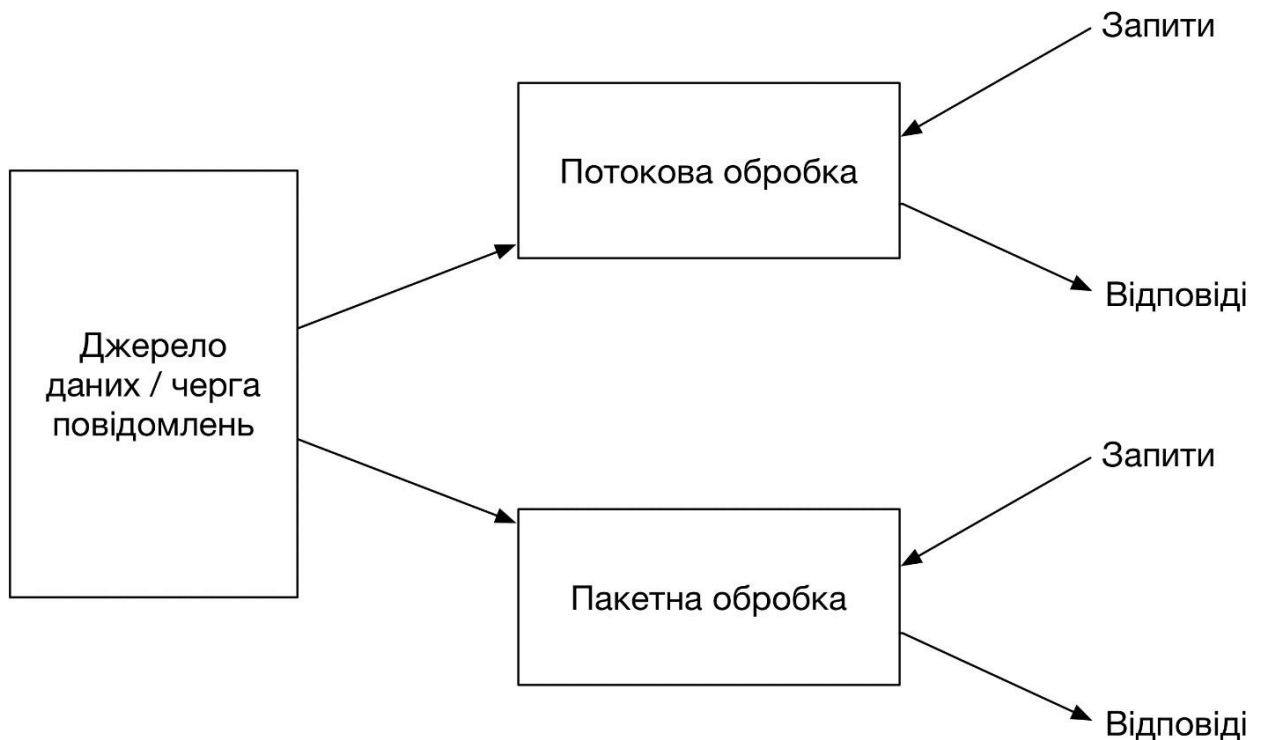 Запити
Потокова обробка
Відповіді
Джерело
даних / черга
повідомлень
Запити
Пакетна обробка
Відповіді